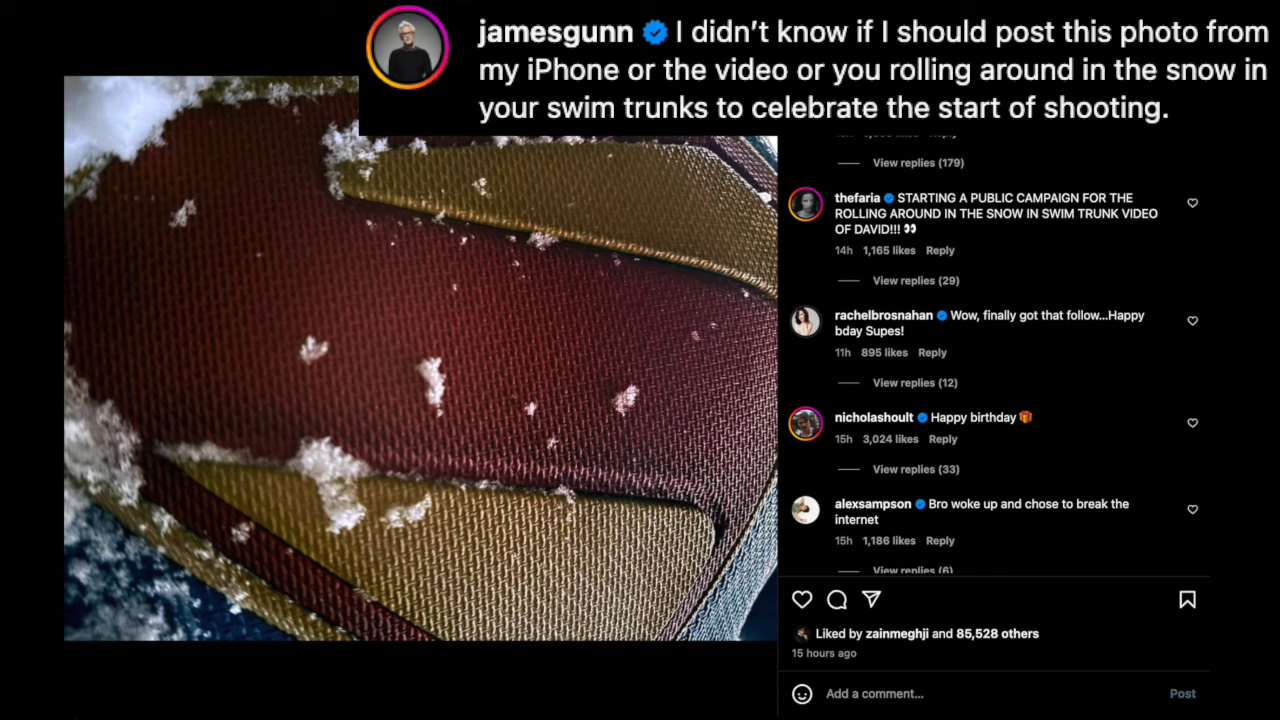 jamesgunn I didn’t know if I should post this photo from
my iPhone or the video or you rolling around in the snow in
your swim trunks to celebrate the start of shooting.
View replies (179)
thefaria STARTING A PUBLIC CAMPAIGN FOR THE
ROLLING AROUND IN THE SNOW IN SWIM TRUNK VIDEO
OF DAVID!!! 👀
14h 1,165 likes Reply
View replies (29)
rachelbrosnahan Wow, finally got that follow...Happy
bday Supes!
11h 895 likes Reply
View replies (12)
nicholashoult Happy birthday 🎁
15h 3,024 likes Reply
View replies (33)
alexsampson Bro woke up and chose to break the
internet
15h 1,186 likes Reply
View replies (6)
Liked by zainmeghji and 85,528 others
15 hours ago
Add a comment...
Post